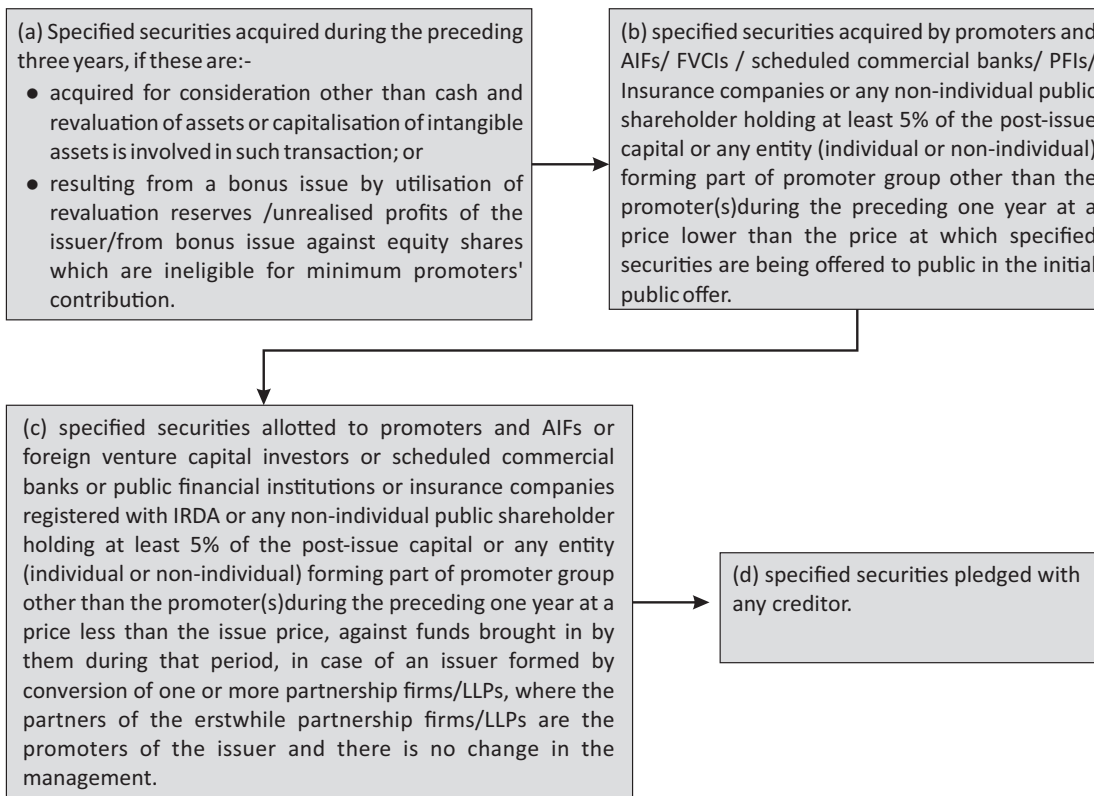 (a) Specified securities acquired during the preceding
three years, if these are:-
● acquired for consideration other than cash and
revaluation of assets or capitalisation of intangible
assets is involved in such transaction; or
● resulting from a bonus issue by utilisation of
revaluation reserves /unrealised profits of the
issuer/from bonus issue against equity shares
which are ineligible for minimum promoters'
contribution.
(b) specified securities acquired by promoters and
AIFs/ FVCIs / scheduled commercial banks/ PFIs/
Insurance companies or any non-individual public
shareholder holding at least 5% of the post-issue
capital or any entity (individual or non-individual)
forming part of promoter group other than the
promoter(s)during the preceding one year at a
price lower than the price at which specified
securities are being offered to public in the initial
public offer.
(c) specified securities allotted to promoters and AIFs or
foreign venture capital investors or scheduled commercial
banks or public financial institutions or insurance companies
registered with IRDA or any non-individual public shareholder
holding at least 5% of the post-issue capital or any entity
(individual or non-individual) forming part of promoter group
other than the promoter(s)during the preceding one year at a
price less than the issue price, against funds brought in by
them during that period, in case of an issuer formed by
conversion of one or more partnership firms/LLPs, where the
partners of the erstwhile partnership firms/LLPs are the
promoters of the issuer and there is no change in the
management.
(d) specified securities pledged with
any creditor.